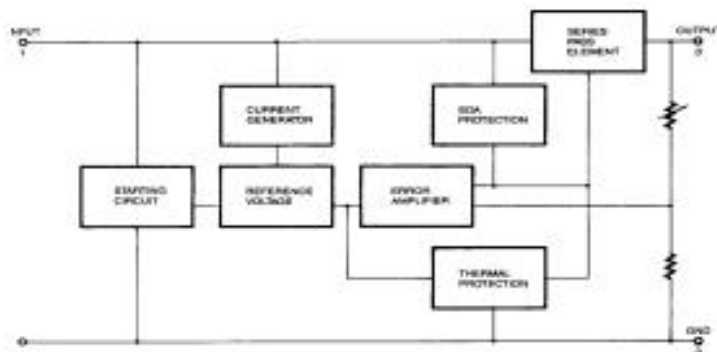 INPUT
1
SERIES
PASS
ELEMENT
OUTPUT
CURRENT
GENERATOR
SOA
PROTECTION
STARTING
CIRCUIT
REFERENCE
VOLTAGE
ERROR
AMPLIFIER
THERMAL
PROTECTION
GND